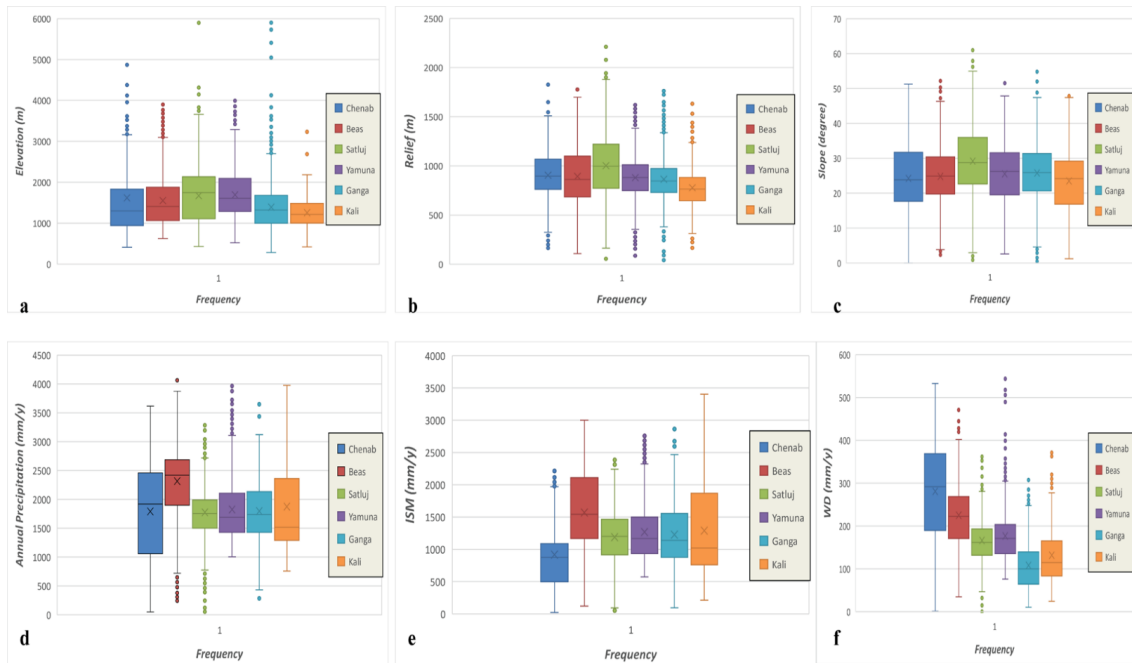 6000
5000
4000
3000
2000
1000
0
Elevation (m)
Chenab
Beas
Satluj
Yamuna
Ganga
Kali
1
Frequency
a
2500
2000
1500
1000
500
0
Relief (m)
Chenab
Beas
Satluj
Yamuna
Ganga
Kali
1
Frequency
b
70
60
50
40
30
20
10
0
Slope (degree)
Chenab
Beas
Satluj
Yamuna
Ganga
Kali
1
Frequency
c
4500
4000
3500
3000
2500
2000
1500
1000
500
0
Annual Precipitation (mm/y)
Chenab
Beas
Satluj
Yamuna
Ganga
Kali
1
Frequency
d
4000
3500
3000
2500
2000
1500
1000
500
0
ISM (mm/y)
Chenab
Beas
Satluj
Yamuna
Ganga
Kali
1
Frequency
e
600
500
400
300
200
100
0
WD (mm/y)
Chenab
Beas
Satluj
Yamuna
Ganga
Kali
1
Frequency
f